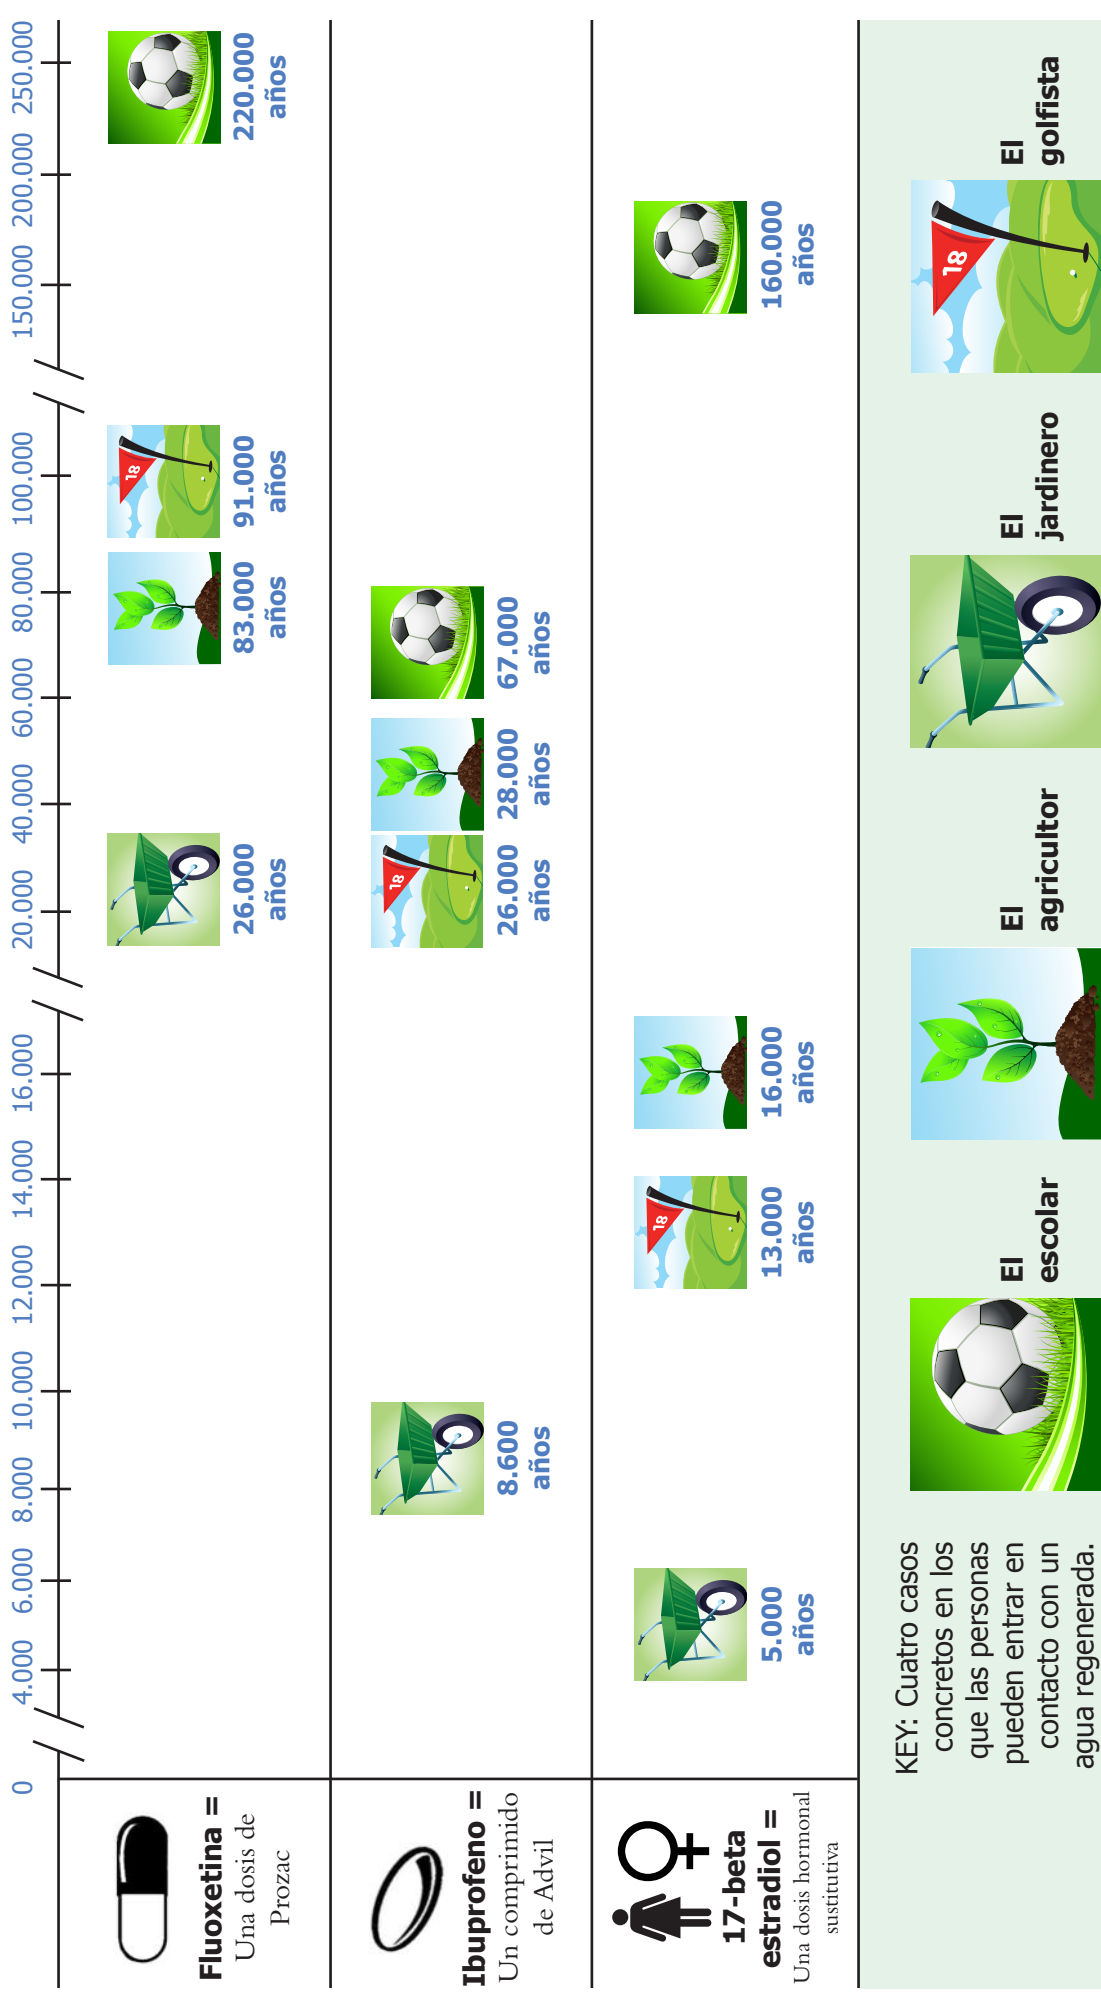 0 4.000 6.000 8.000 10.000 12.000 14.000 16.000 20.000 40.000 60.000 80.000 100.000 150.000 200.000 250.000
Fluoxetina =
Una dosis de
Prozac
26.000
años
83.000
años
91.000
años
220.000
años
Ibuprofeno =
Un comprimido
de Advil
8.600
años
26.000
años
28.000
años
67.000
años
17-beta
estradiol =
Una dosis hormonal
sustitutiva
5.000
años
13.000
años
16.000
años
160.000
años
KEY: Cuatro casos
concretos en los
que las personas
pueden entrar en
contacto con un
agua regenerada.
El
escolar
El
agricultor
El
jardinero
El
golfista
18
18
18
18